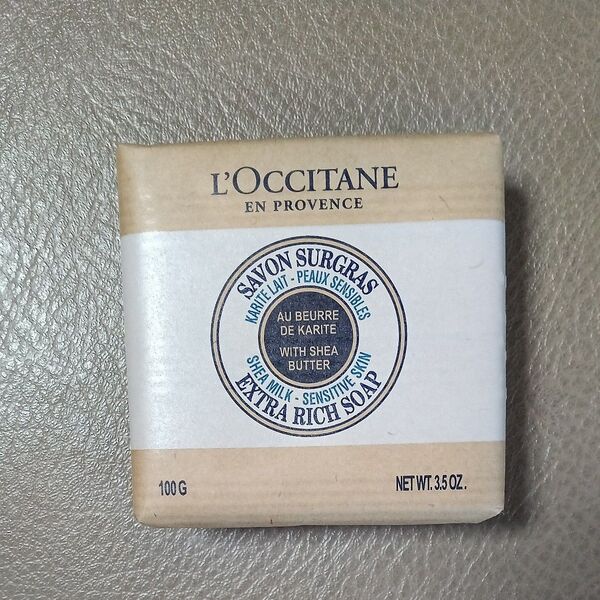 L'OCCITANE
EN PROVENCE
SAVON SURGRAS
KARITE LAIT - PEAUX SENSIBLES
AU BEURRE
DE KARITE
WITH SHEA
BUTTER
SHEA MILK - SENSITIVE SKIN
EXTRA RICH SOAP
100 G
NET WT. 3.5 OZ.